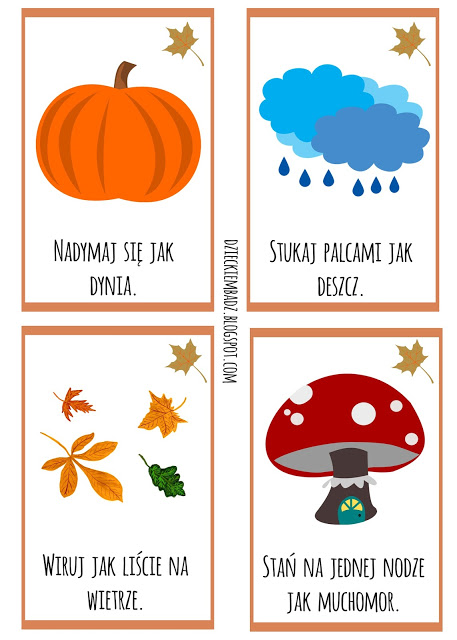 Nadymaj się jak
dynia.
Stukaj palcami jak
deszcz.
dzieckiembadz.blogspot.com
Wiruj jak liście na
wietrze.
Stań na jednej nodze
jak muchomor.